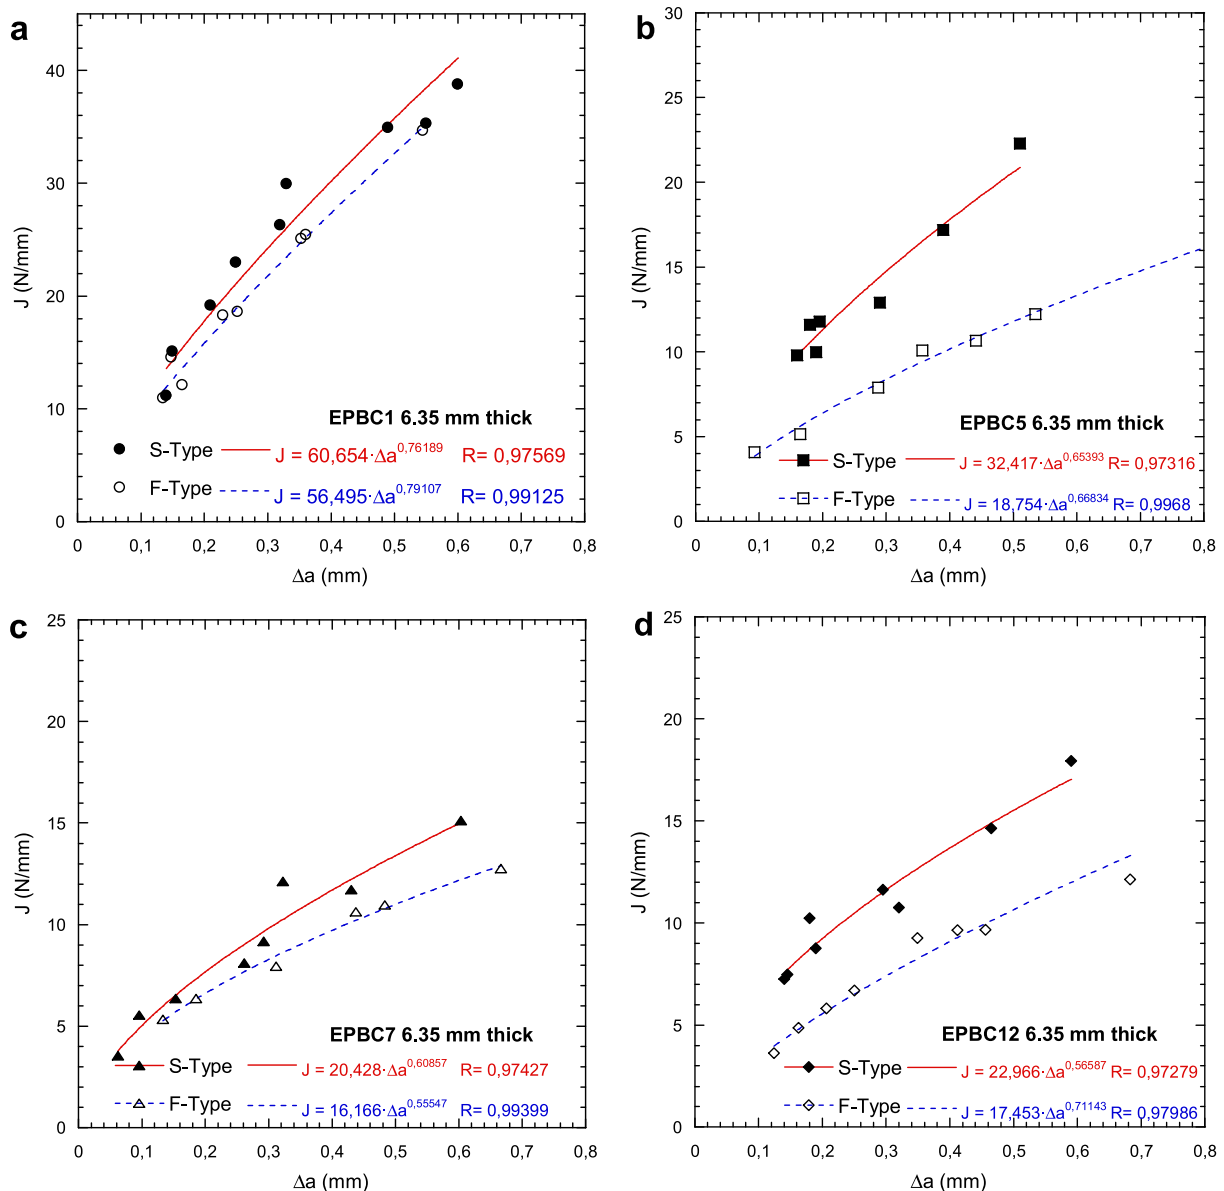 a
J (N/mm)
40
30
20
10
0
EPBC1 6.35 mm thick
S-Type J = 60,654·Δa^0,76189 R= 0,97569
F-Type J = 56,495·Δa^0,79107 R= 0,99125
0 0,1 0,2 0,3 0,4 0,5 0,6 0,7 0,8
Δa (mm)
b
J (N/mm)
30
25
20
15
10
5
0
EPBC5 6.35 mm thick
S-Type J = 32,417·Δa^0,65393 R= 0,97316
F-Type J = 18,754·Δa^0,66834 R= 0,9968
0 0,1 0,2 0,3 0,4 0,5 0,6 0,7 0,8
Δa (mm)
c
J (N/mm)
25
20
15
10
5
0
EPBC7 6.35 mm thick
S-Type J = 20,428·Δa^0,60857 R= 0,97427
F-Type J = 16,166·Δa^0,55547 R= 0,99399
0 0,1 0,2 0,3 0,4 0,5 0,6 0,7 0,8
Δa (mm)
d
J (N/mm)
25
20
15
10
5
0
EPBC12 6.35 mm thick
S-Type J = 22,966·Δa^0,56587 R= 0,97279
F-Type J = 17,453·Δa^0,71143 R= 0,97986
0 0,1 0,2 0,3 0,4 0,5 0,6 0,7 0,8
Δa (mm)